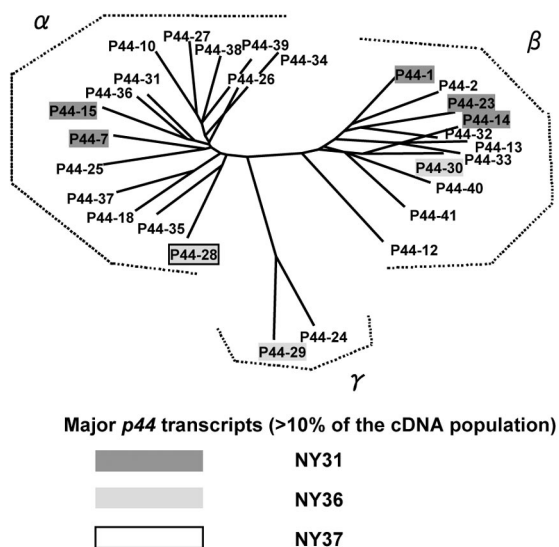 α
β
P44-27
P44-10
P44-38
P44-39
P44-34
P44-31
P44-26
P44-36
P44-15
P44-7
P44-25
P44-37
P44-18
P44-35
P44-28
P44-1
P44-2
P44-23
P44-14
P44-32
P44-13
P44-33
P44-30
P44-40
P44-41
P44-12
P44-24
P44-29
γ
Major p44 transcripts (>10% of the cDNA population)
NY31
NY36
NY37